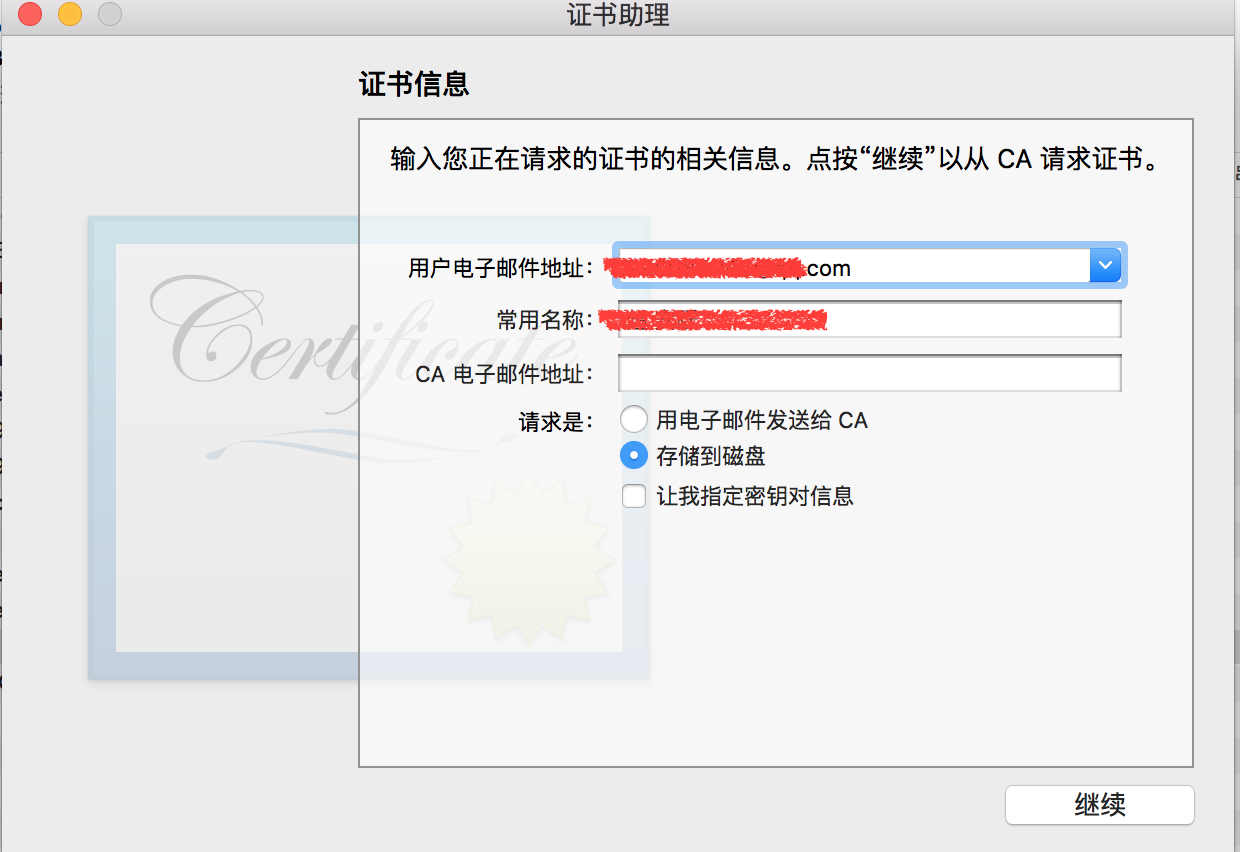 证书助理
证书信息
输入您正在请求的证书的相关信息。点按“继续”以从 CA 请求证书。
用户电子邮件地址： .com
常用名称：
CA 电子邮件地址：
请求是： 用电子邮件发送给 CA
存储到磁盘
让我指定密钥对信息
Certificate
继续